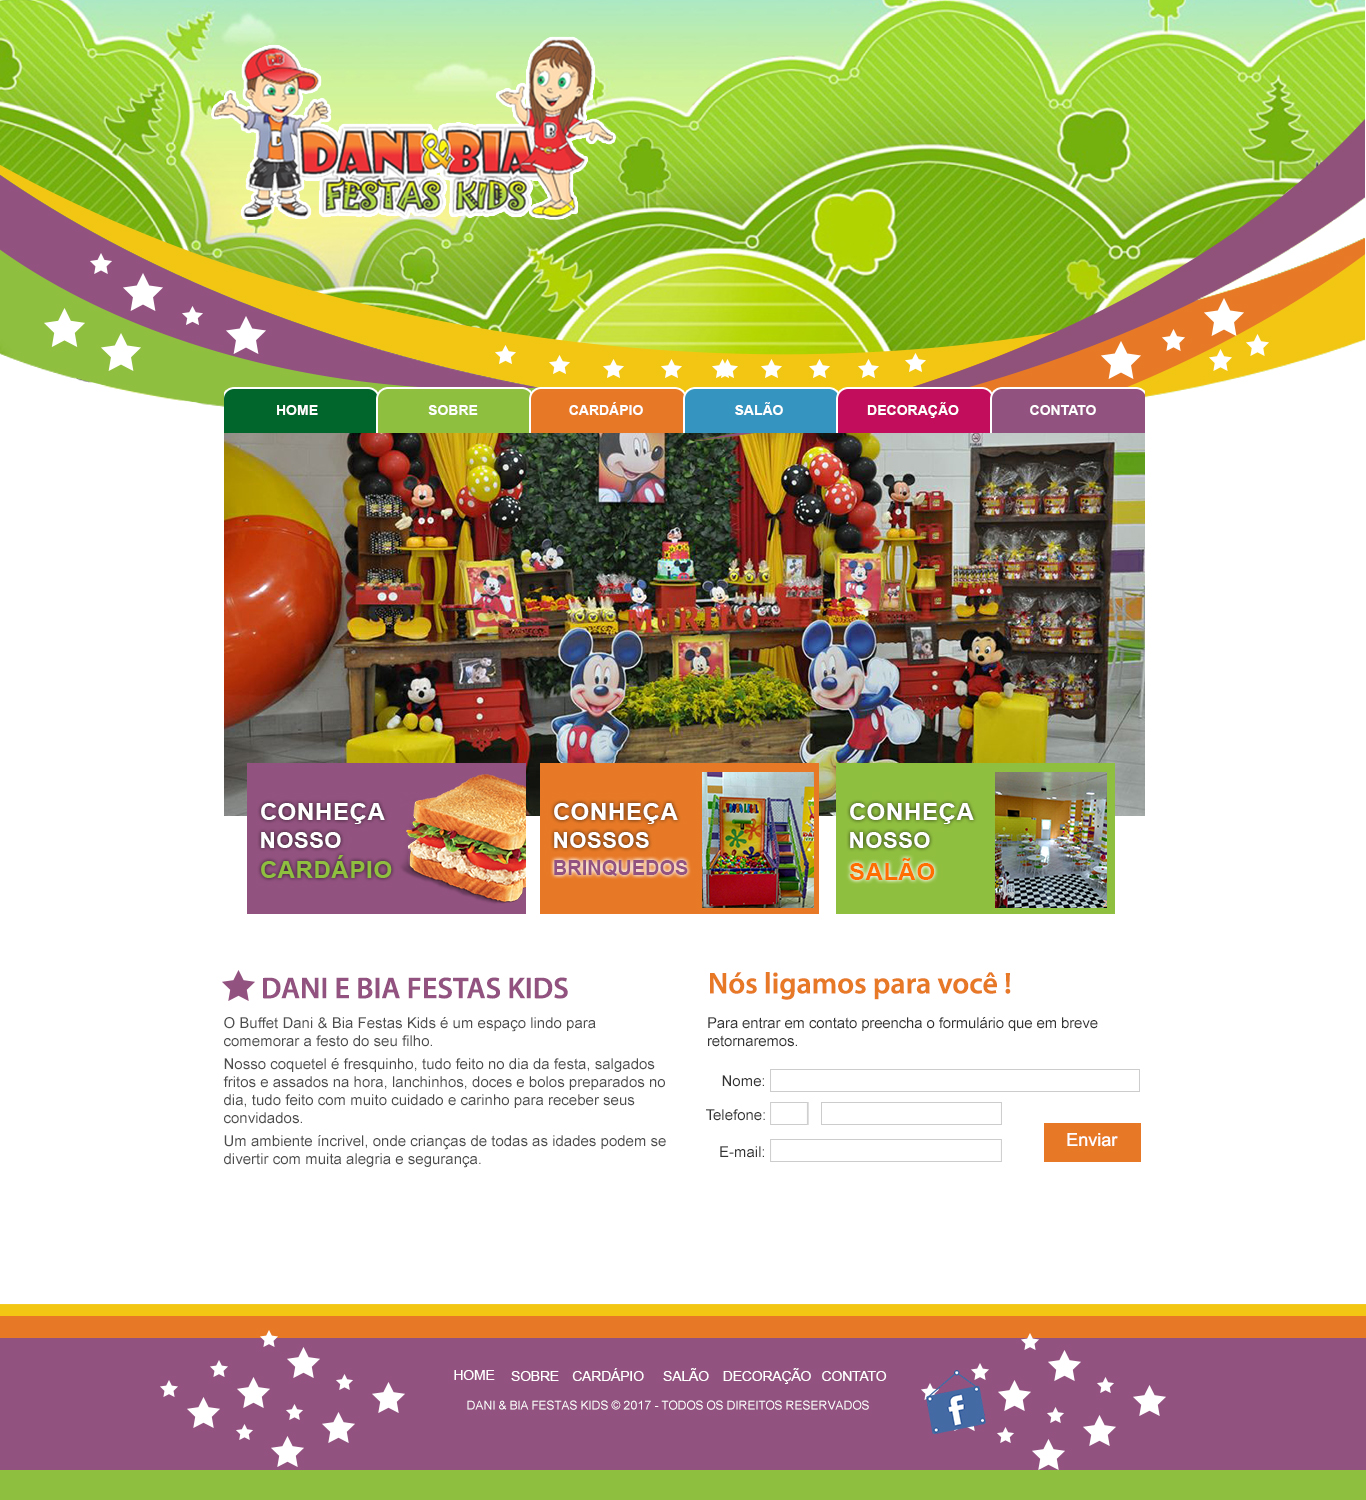 DANI&BIA
FESTAS KIDS
HOME
SOBRE
CARDÁPIO
SALÃO
DECORAÇÃO
CONTATO
MURILO
CONHEÇA
NOSSO
CARDÁPIO
CONHEÇA
NOSSOS
BRINQUEDOS
CONHEÇA
NOSSO
SALÃO
DANI E BIA FESTAS KIDS
O Buffet Dani & Bia Festas Kids é um espaço lindo para
comemorar a festo do seu filho.
Nosso coquetel é fresquinho, tudo feito no dia da festa, salgados
fritos e assados na hora, lanchinhos, doces e bolos preparados no
dia, tudo feito com muito cuidado e carinho para receber seus
convidados.
Um ambiente íncrivel, onde crianças de todas as idades podem se
divertir com muita alegria e segurança.
Nós ligamos para você !
Para entrar em contato preencha o formulário que em breve
retornaremos.
Nome:
Telefone:
E-mail:
Enviar
HOME
SOBRE
CARDÁPIO
SALÃO
DECORAÇÃO
CONTATO
DANI & BIA FESTAS KIDS © 2017 - TODOS OS DIREITOS RESERVADOS